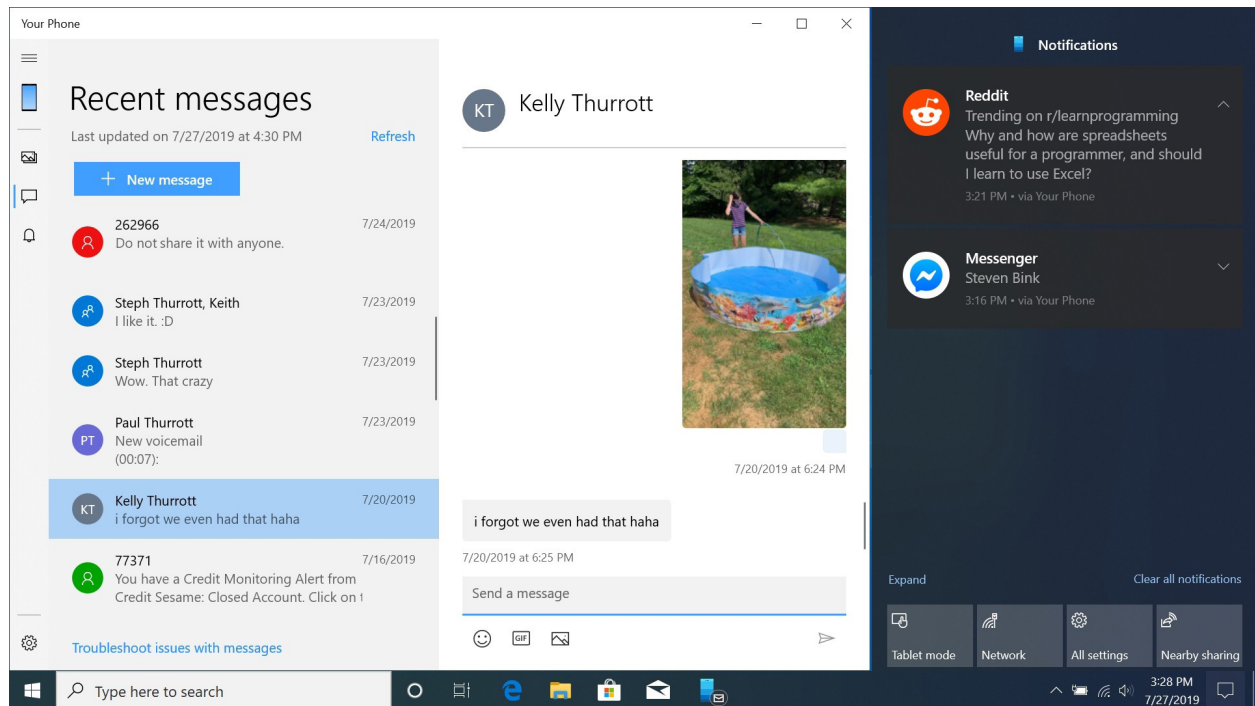 Your Phone
Recent messages
Last updated on 7/27/2019 at 4:30 PM
Refresh
New message
262966
7/24/2019
Do not share it with anyone.
Steph Thurrott, Keith
7/23/2019
I like it. :D
Steph Thurrott
7/23/2019
Wow. That crazy
PT
Paul Thurrott
7/23/2019
New voicemail
(00:07):
KT
Kelly Thurrott
7/20/2019
i forgot we even had that haha
77371
7/16/2019
You have a Credit Monitoring Alert from
Credit Sesame: Closed Account. Click on t
Troubleshoot issues with messages
KT
Kelly Thurrott
7/20/2019 at 6:24 PM
i forgot we even had that haha
7/20/2019 at 6:25 PM
Send a message
GIF
Notifications
Reddit
Trending on r/learnprogramming
Why and how are spreadsheets
useful for a programmer, and should
I learn to use Excel?
3:21 PM • via Your Phone
Messenger
Steven Bink
3:16 PM • via Your Phone
Expand
Clear all notifications
Tablet mode
Network
All settings
Nearby sharing
Type here to search
3:28 PM
7/27/2019